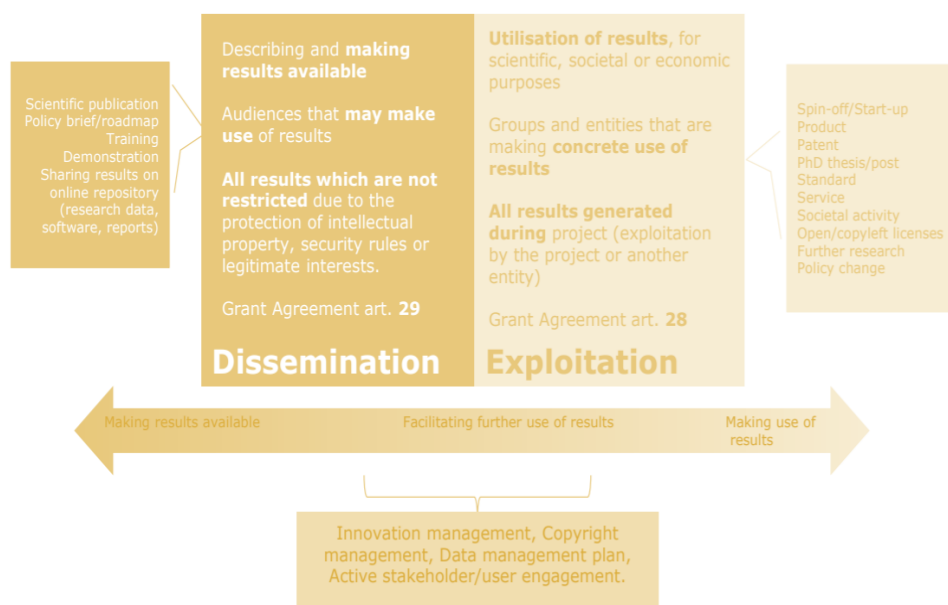 Scientific publication
Policy brief/roadmap
Training
Demonstration
Sharing results on
online repository
(research data,
software, reports)
Describing and making
results available
Audiences that may make
use of results
All results which are not
restricted due to the
protection of intellectual
property, security rules or
legitimate interests.
Grant Agreement art. 29
Dissemination
Utilisation of results, for
scientific, societal or economic
purposes
Groups and entities that are
making concrete use of
results
All results generated
during project (exploitation
by the project or another
entity)
Grant Agreement art. 28
Exploitation
Spin-off/Start-up
Product
Patent
PhD thesis/post
Standard
Service
Societal activity
Open/copyleft licenses
Further research
Policy change
Making results available
Facilitating further use of results
Making use of
results
Innovation management, Copyright
management, Data management plan,
Active stakeholder/user engagement.